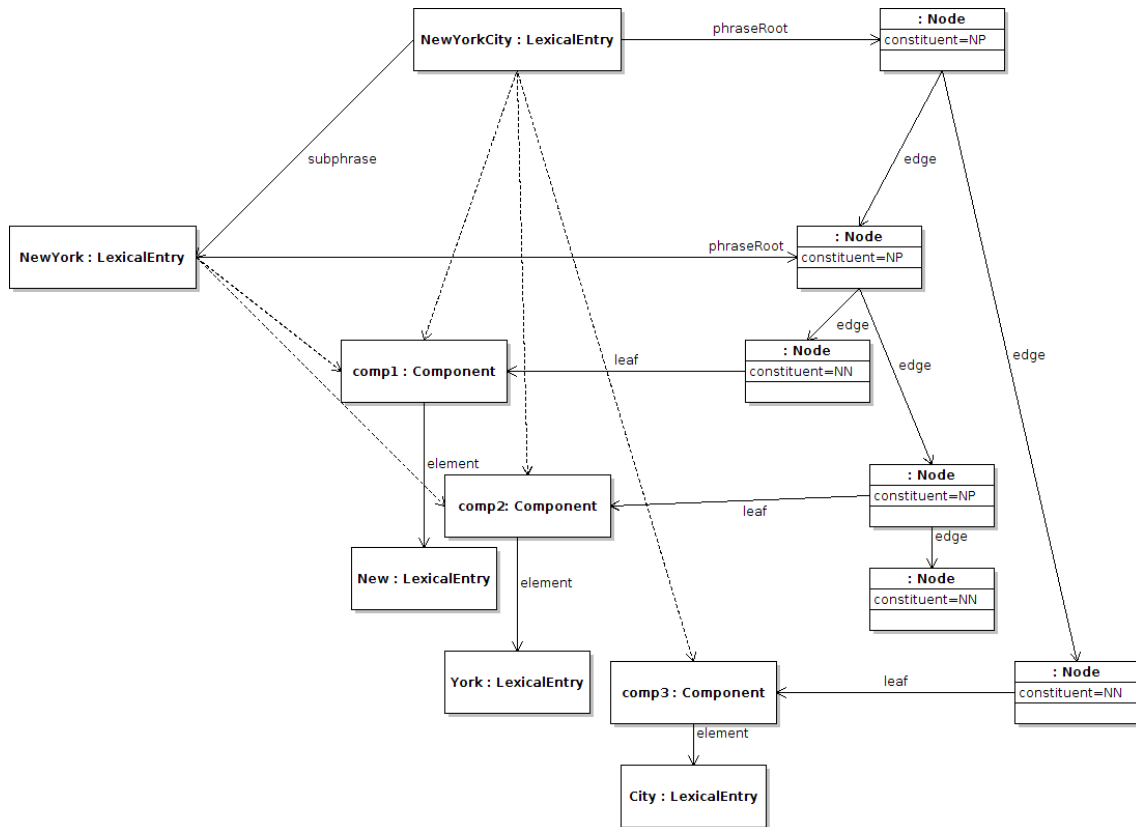 : Node
NewYorkCity : LexicalEntry
phraseRoot
constituent=NP
edge
subphrase
: Node
NewYork : LexicalEntry
phraseRoot
constituent=NP
edge
: Node
edge
edge
comp1 : Component
leaf
constituent=NN
element
: Node
comp2: Component
leaf
constituent=NP
edge
New : LexicalEntry
element
: Node
constituent=NN
York : LexicalEntry
comp3 : Component
leaf
: Node
constituent=NN
element
City : LexicalEntry